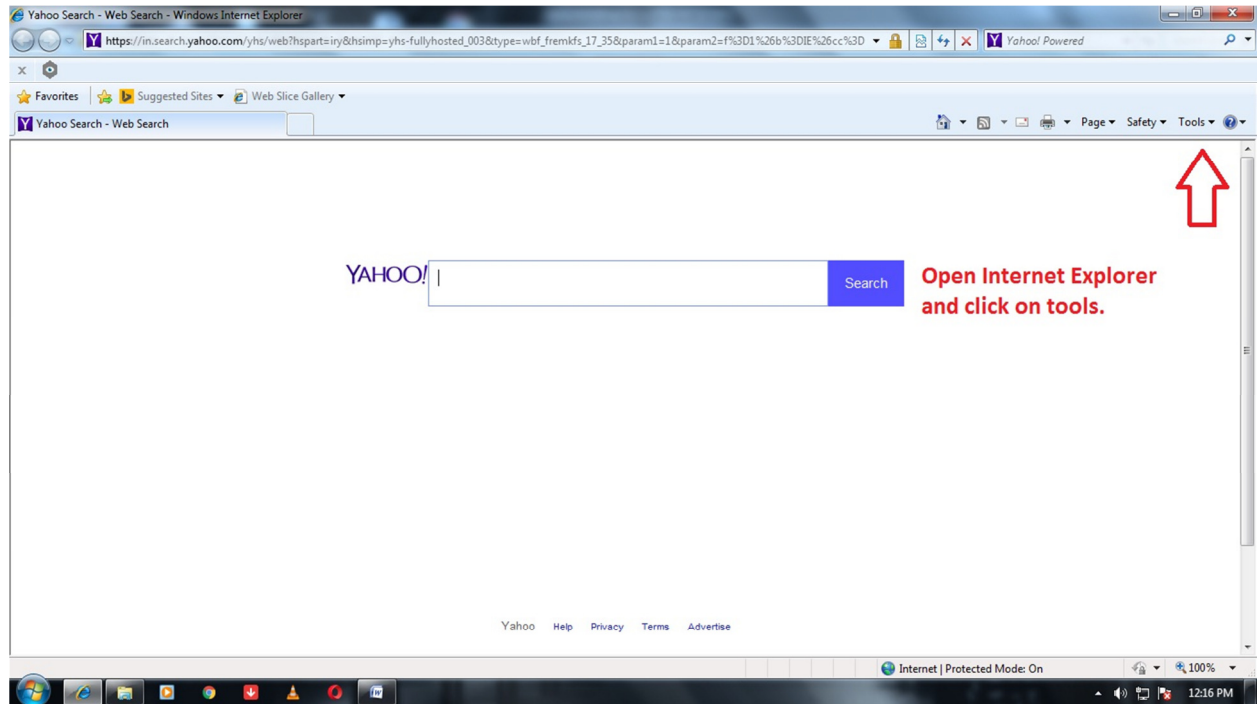 Yahoo Search - Web Search - Windows Internet Explorer
https://in.search.yahoo.com/yhs/web?hspart=iry&hsimp=yhs-fullyhosted_003&type=wbf_fremkfs_17_35&param1=1&param2=f%3D1%26b%3DIE%26cc%3D
Yahoo! Powered
Favorites Suggested Sites Web Slice Gallery
Yahoo Search - Web Search Page Safety Tools
YAHOO! Search
Open Internet Explorer
and click on tools.
Yahoo Help Privacy Terms Advertise
Internet | Protected Mode: On 100%
12:16 PM